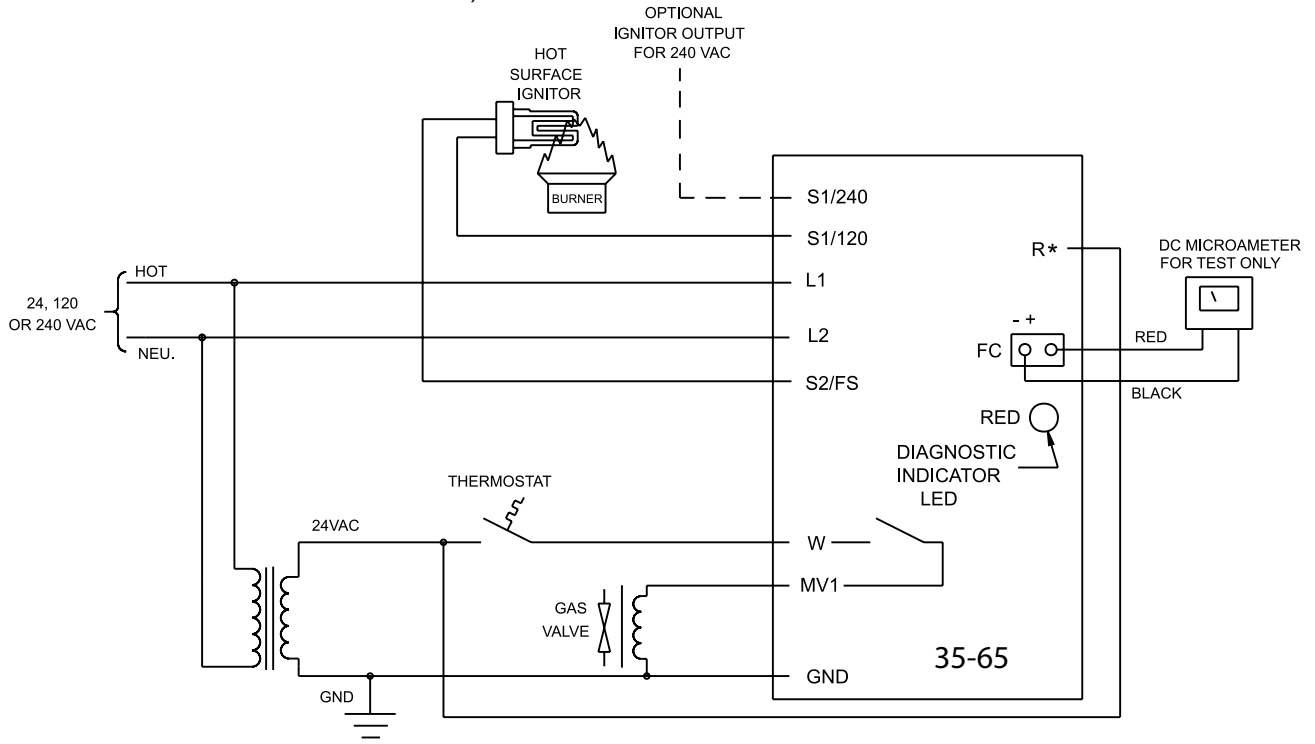 OPTIONAL
IGNITOR OUTPUT
FOR 240 VAC
HOT
SURFACE
IGNITOR
BURNER
S1/240
S1/120
R*
DC MICROAMETER
FOR TEST ONLY
HOT
L1
24, 120
OR 240 VAC
- +
L2
RED
NEU.
FC
S2/FS
BLACK
RED
DIAGNOSTIC
INDICATOR
LED
THERMOSTAT
24VAC
W
MV1
GAS
VALVE
35-65
GND
GND